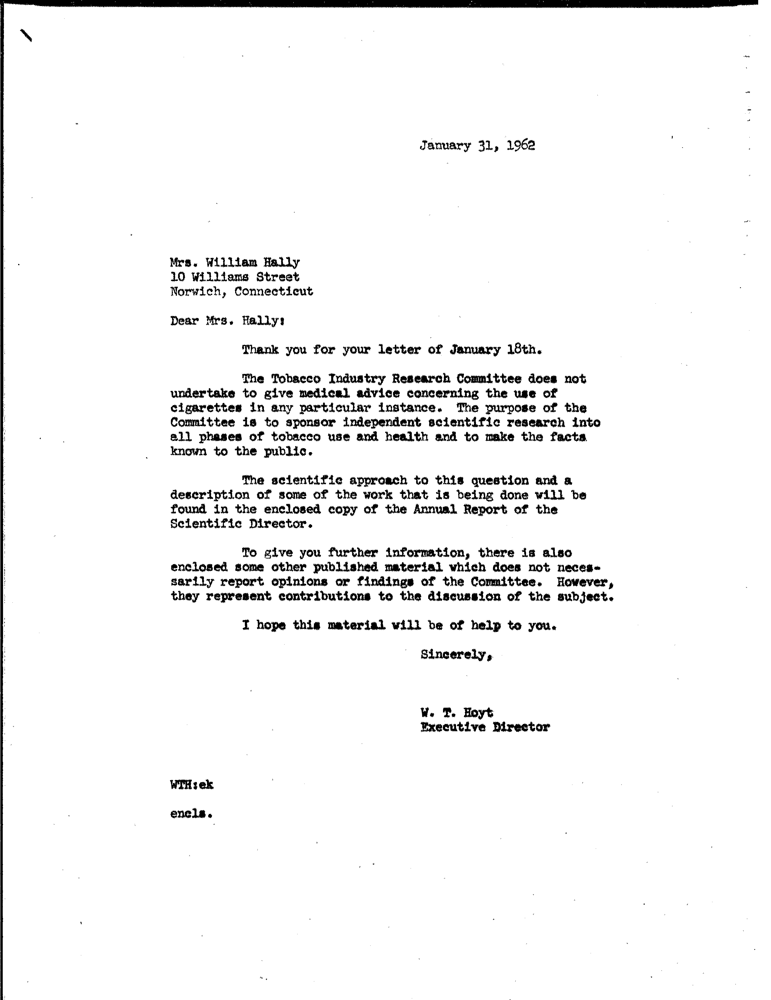 January 31, 1962
Mrs. William Hally
10 Williams Street
Norwich, Connecticut
Dear Mrs. Hally:
Thank you for your letter of January 18th.
The Tobacco Industry Research Committee does not
undertake to give medical advice concerning the use of
cigarettes in any particular instance. The purpose of the
Committee is to sponsor independent scientific research into
all phases of tobacco use and health and to make the facts
known to the public.
The scientific approach to this question and a
description of some of the work that is being done will be
found in the enclosed copy of the Annual Report of the
Scientific Director.
To give you further information, there is also
enclosed some other published material which does not neces-
sarily report opinions or findings of the Committee. However,
they represent contributions to the discussion of the subject.
I hope this material will be of help to you.
Sincerely,
W. T. Hoyt
Executive Director
WTH:ek
encls.